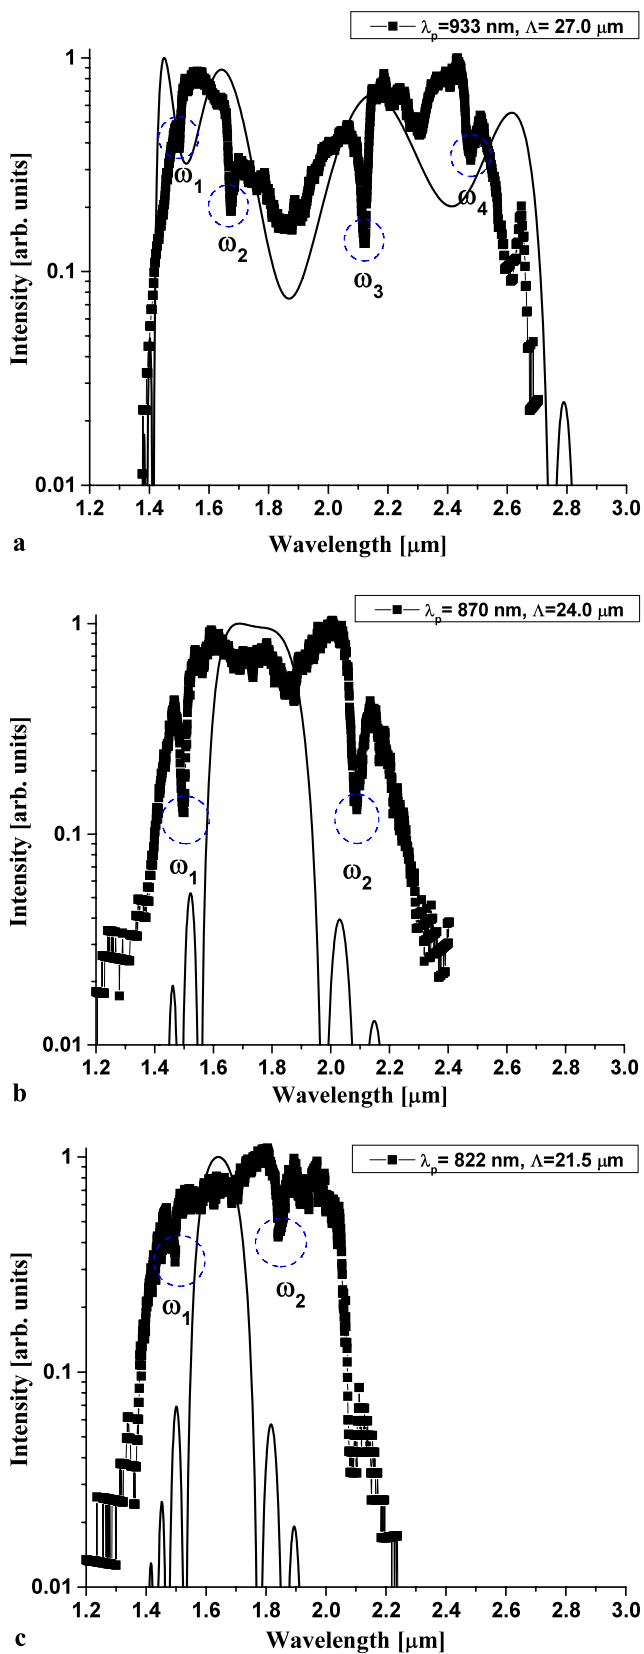 λp=933 nm, Λ= 27.0 μm
Intensity [arb. units]
1
0.1
0.01
ω1
ω2
ω3
ω4
1.2 1.4 1.6 1.8 2.0 2.2 2.4 2.6 2.8 3.0
Wavelength [μm]
a
λp= 870 nm, Λ=24.0 μm
Intensity [arb. units]
1
0.1
0.01
ω1
ω2
1.2 1.4 1.6 1.8 2.0 2.2 2.4 2.6 2.8 3.0
Wavelength [μm]
b
λp= 822 nm, Λ=21.5 μm
Intensity [arb. units]
1
0.1
0.01
ω1
ω2
1.2 1.4 1.6 1.8 2.0 2.2 2.4 2.6 2.8 3.0
Wavelength [μm]
c